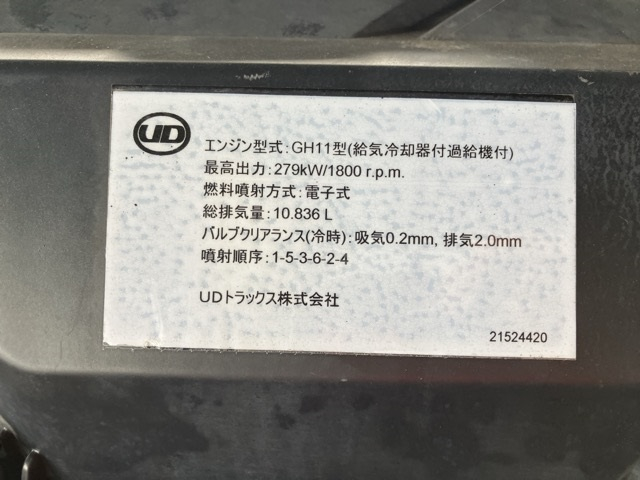 UD
エンジン型式:GH11型(給気冷却器付過給機付)
最高出力:279kW/1800 r.p.m.
燃料噴射方式:電子式
総排気量:10.836 L
バルブクリアランス(冷時):吸気0.2mm, 排気2.0mm
噴射順序:1-5-3-6-2-4
UDトラックス株式会社
21524420